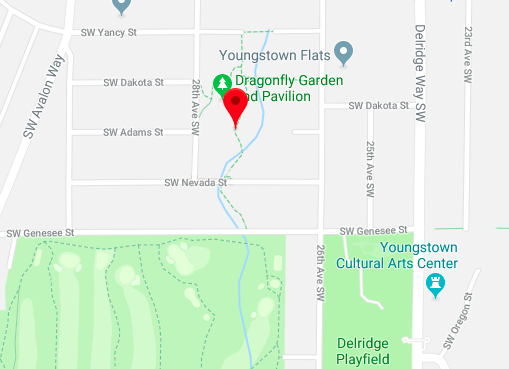 SW Yancy St
Youngstown Flats
Delridge Way SW
23rd Ave SW
SW Avalon Way
SW Dakota St
28th Ave SW
Dragonfly Garden
and Pavilion
SW Dakota St
SW Adams St
25th Ave SW
SW Nevada St
SW Genesee St
SW Genesee St
26th Ave SW
Youngstown
Cultural Arts Center
SW Oregon St
Delridge
Playfield